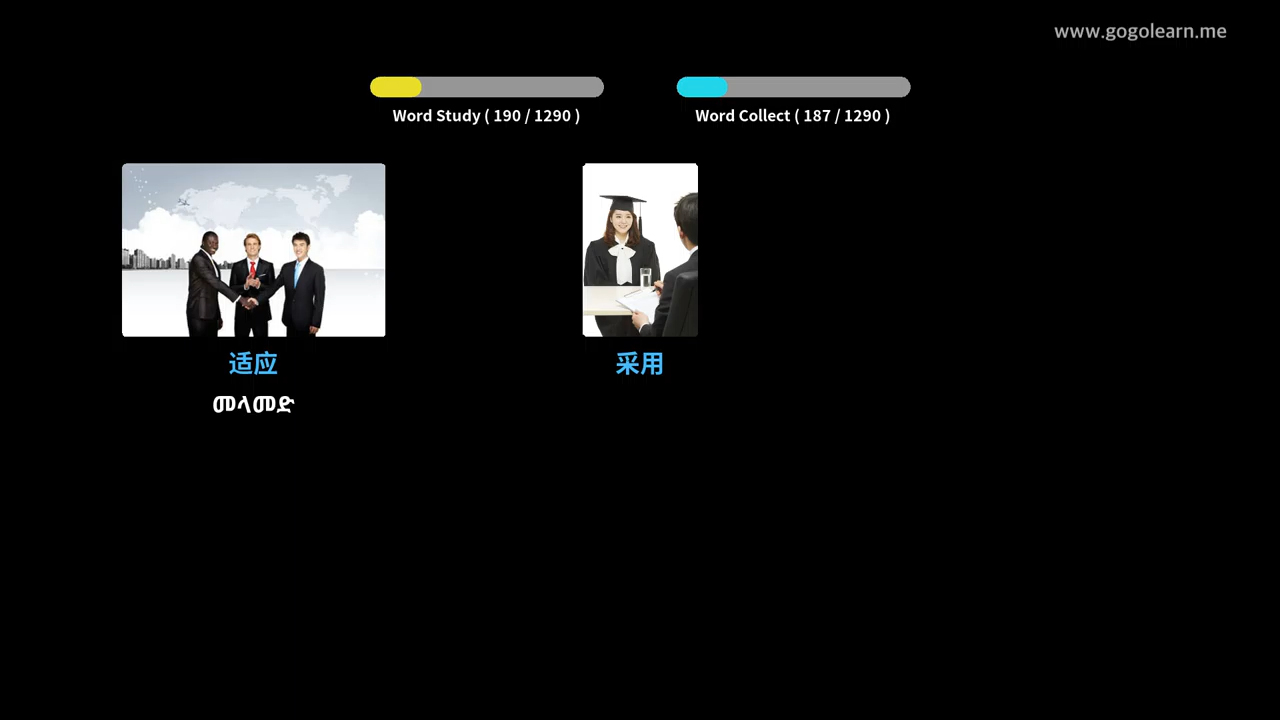 www.gogolearn.me
Word Study ( 190 / 1290 )
Word Collect ( 187 / 1290 )
适应
采用
መላመድ